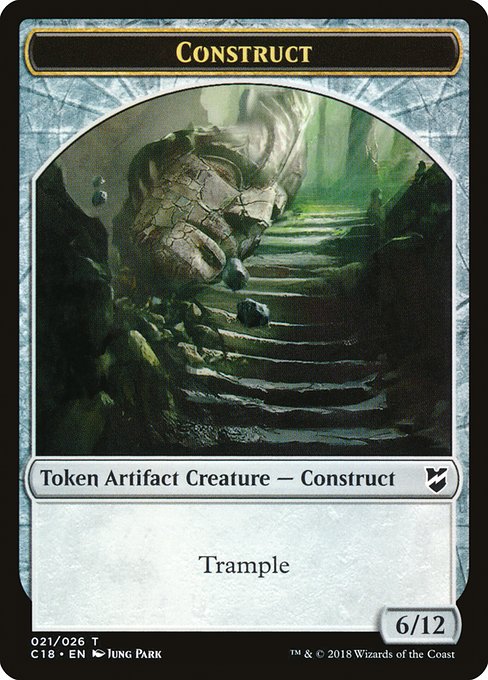 Construct
Token Artifact Creature — Construct
Trample
6/12
021/026 T
C18 • EN Jung Park
™ & © 2018 Wizards of the Coast